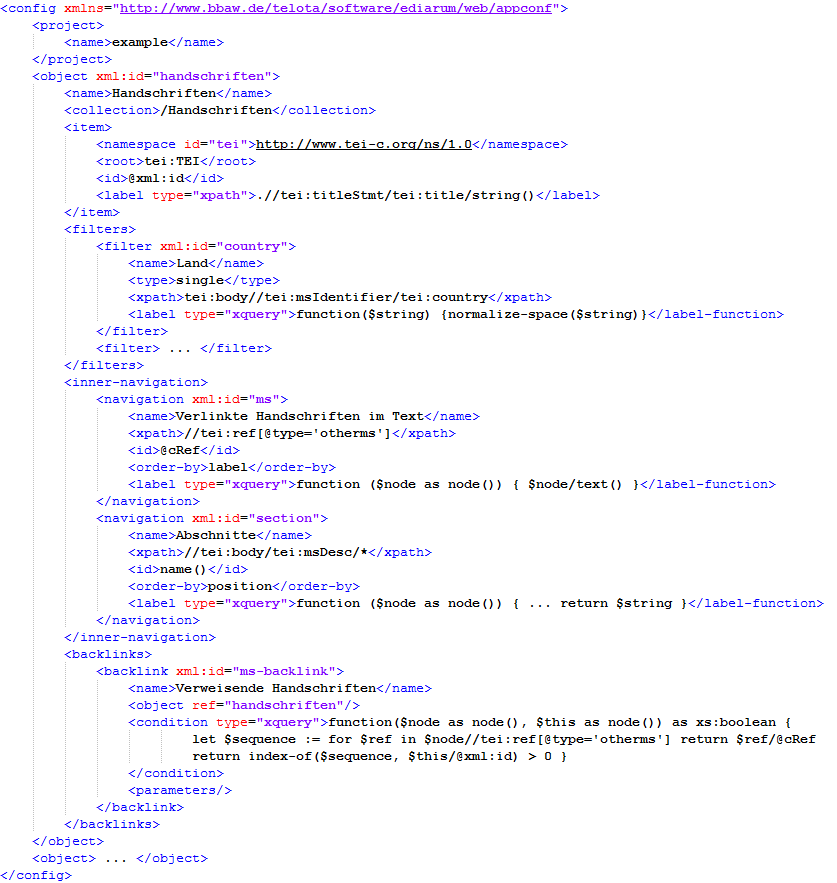 <config xmlns="http://www.bbaw.de/telota/software/ediarum/web/appconf">
    <project>
        <name>example</name>
    </project>
    <object xml:id="handschriften">
        <name>Handschriften</name>
        <collection>/Handschriften</collection>
        <item>
            <namespace id="tei">http://www.tei-c.org/ns/1.0</namespace>
            <root>tei:TEI</root>
            <id>@xml:id</id>
            <label type="xpath">.//tei:titleStmt/tei:title/string()</label>
        </item>
        <filters>
            <filter xml:id="country">
                <name>Land</name>
                <type>single</type>
                <xpath>tei:body//tei:msIdentifier/tei:country</xpath>
                <label type="xquery">function($string) {normalize-space($string)}</label-function>
            </filter>
            <filter> ... </filter>
        </filters>
        <inner-navigation>
            <navigation xml:id="ms">
                <name>Verlinkte Handschriften im Text</name>
                <xpath>//tei:ref[@type='otherms']</xpath>
                <id>@cRef</id>
                <order-by>label</order-by>
                <label type="xquery">function ($node as node()) { $node/text() }</label-function>
            </navigation>
            <navigation xml:id="section">
                <name>Abschnitte</name>
                <xpath>//tei:body/tei:msDesc/*</xpath>
                <id>name()</id>
                <order-by>position</order-by>
                <label type="xquery">function ($node as node()) { ... return $string }</label-function>
            </navigation>
        </inner-navigation>
        <backlinks>
            <backlink xml:id="ms-backlink">
                <name>Verweisende Handschriften</name>
                <object ref="handschriften"/>
                <condition type="xquery">function($node as node(), $this as node()) as xs:boolean {
                        let $sequence := for $ref in $node//tei:ref[@type='otherms'] return $ref/@cRef
                        return index-of($sequence, $this/@xml:id) > 0 }
                </condition>
                <parameters/>
            </backlink>
        </backlinks>
    </object>
    <object> ... </object>
</config>